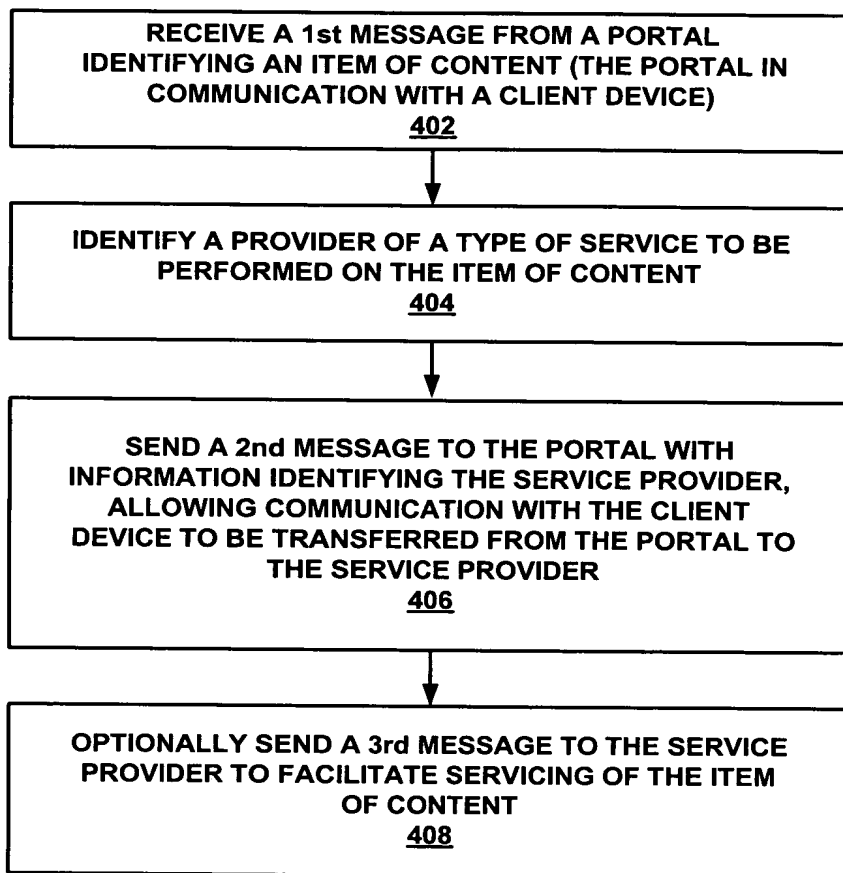 RECEIVE A 1st MESSAGE FROM A PORTAL
IDENTIFYING AN ITEM OF CONTENT (THE PORTAL IN
COMMUNICATION WITH A CLIENT DEVICE)
402
IDENTIFY A PROVIDER OF A TYPE OF SERVICE TO BE
PERFORMED ON THE ITEM OF CONTENT
404
SEND A 2nd MESSAGE TO THE PORTAL WITH
INFORMATION IDENTIFYING THE SERVICE PROVIDER,
ALLOWING COMMUNICATION WITH THE CLIENT
DEVICE TO BE TRANSFERRED FROM THE PORTAL TO
THE SERVICE PROVIDER
406
OPTIONALLY SEND A 3rd MESSAGE TO THE SERVICE
PROVIDER TO FACILITATE SERVICING OF THE ITEM
OF CONTENT
408